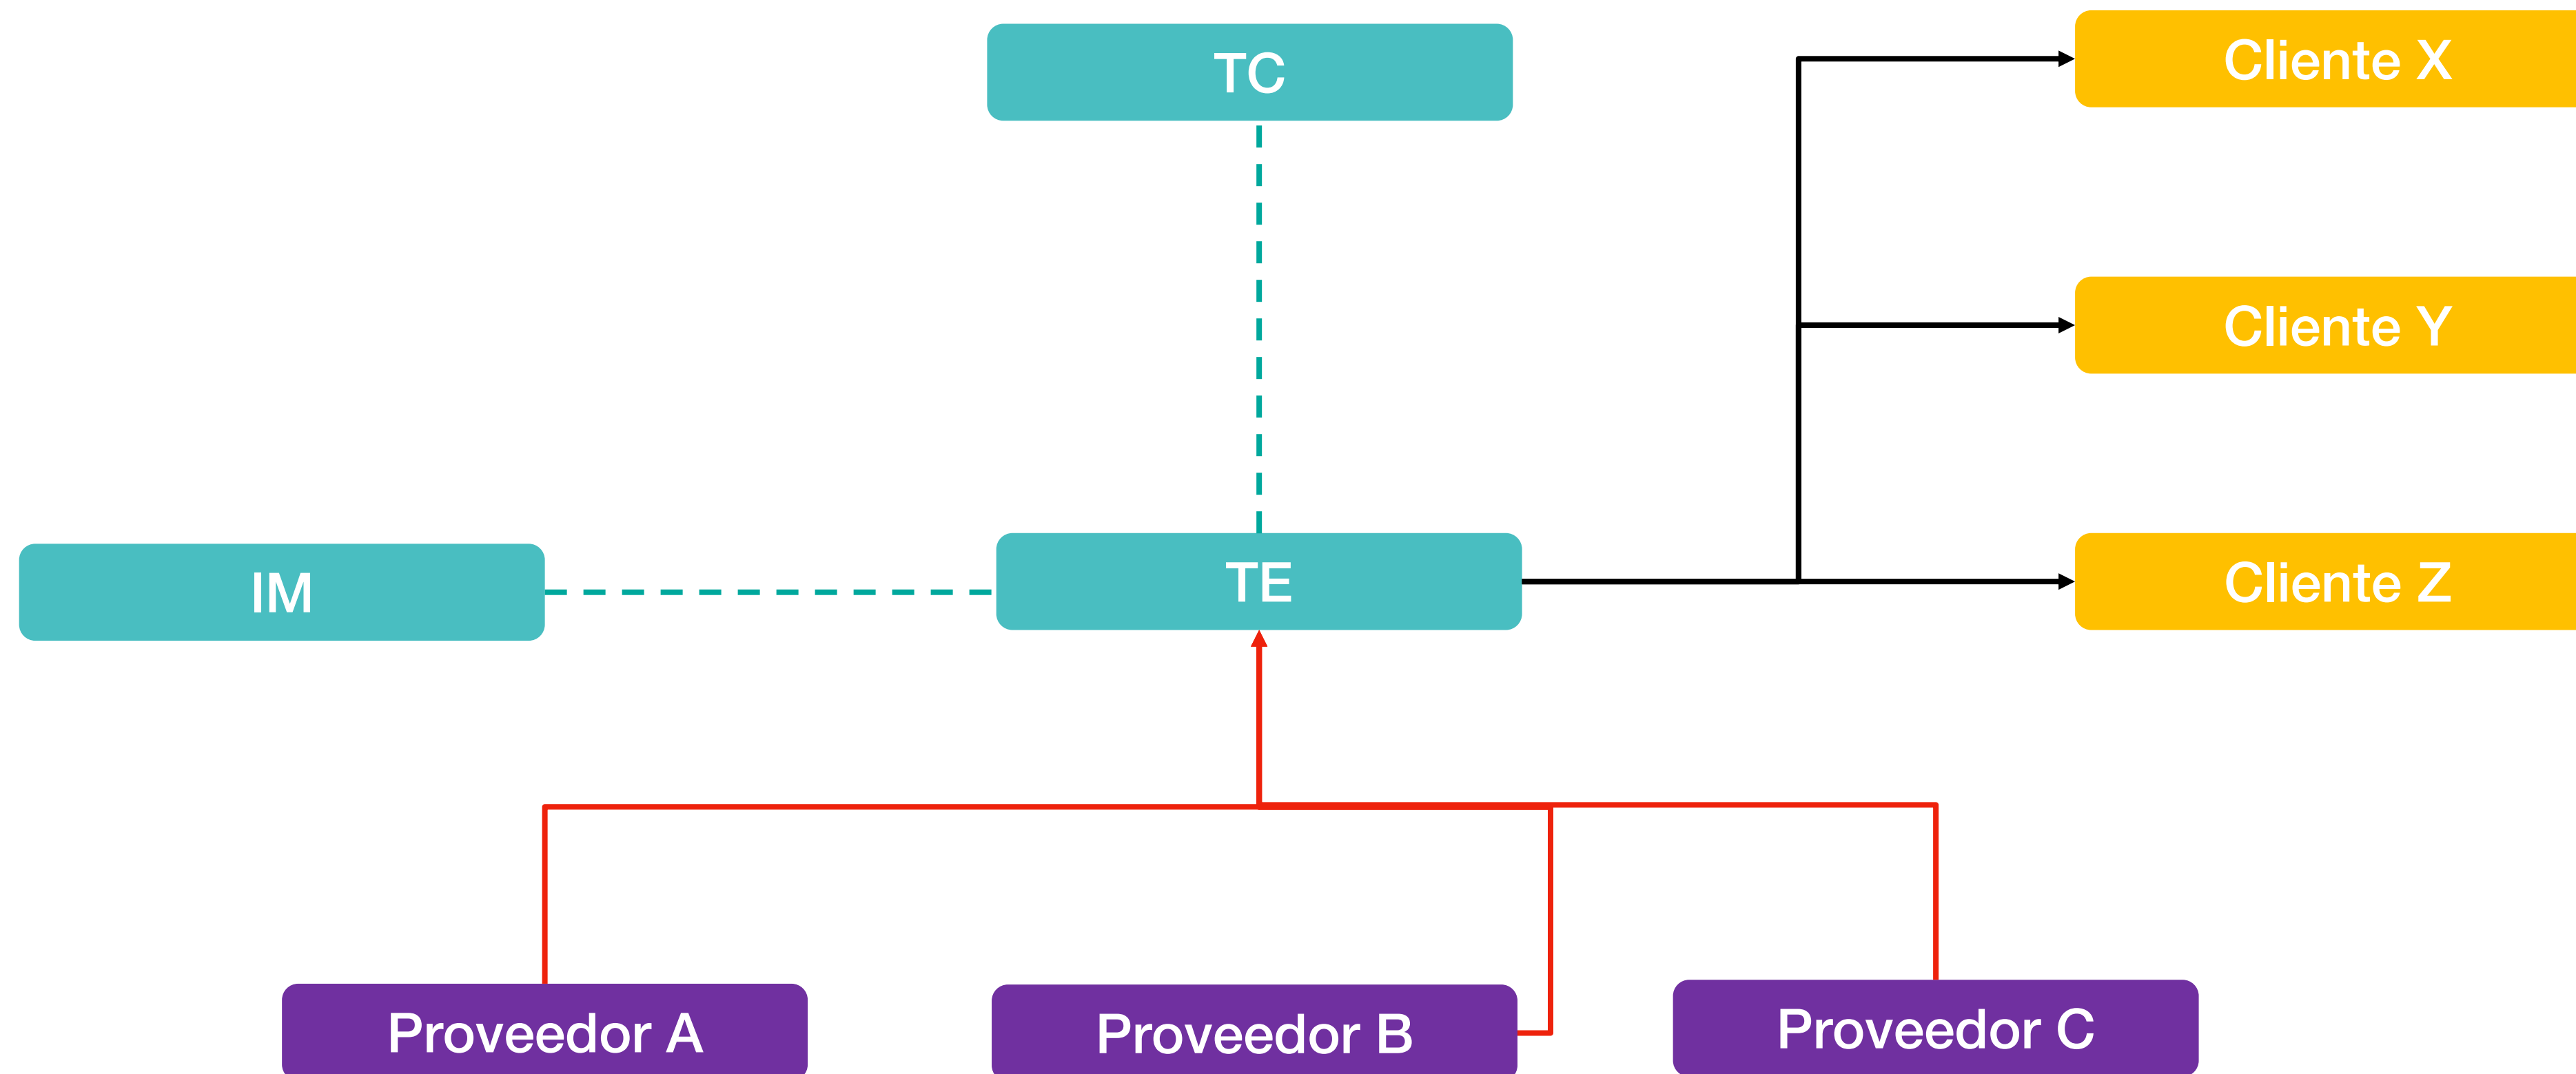 TC
Cliente X
Cliente Y
IM
TE
Cliente Z
Proveedor A
Proveedor B
Proveedor C